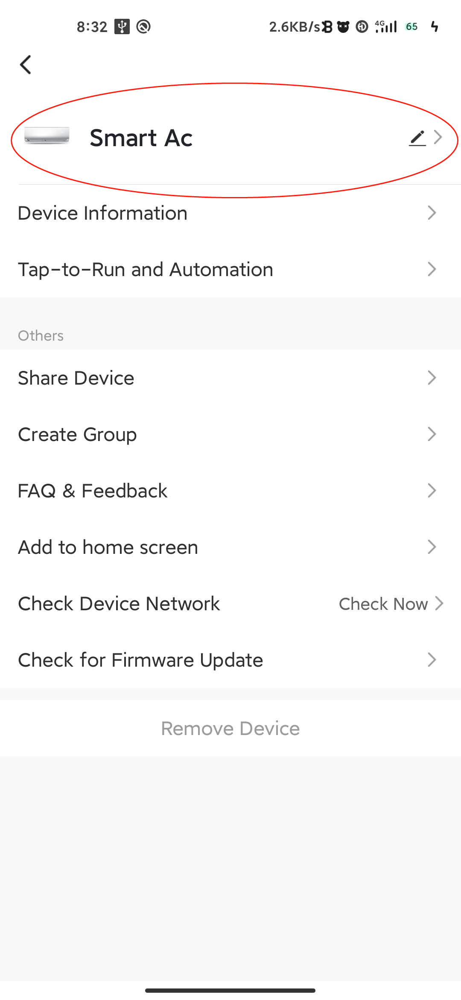 8:32 2.6KB/s 4G 65
Smart Ac
Device Information
Tap-to-Run and Automation
Others
Share Device
Create Group
FAQ & Feedback
Add to home screen
Check Device Network Check Now
Check for Firmware Update
Remove Device